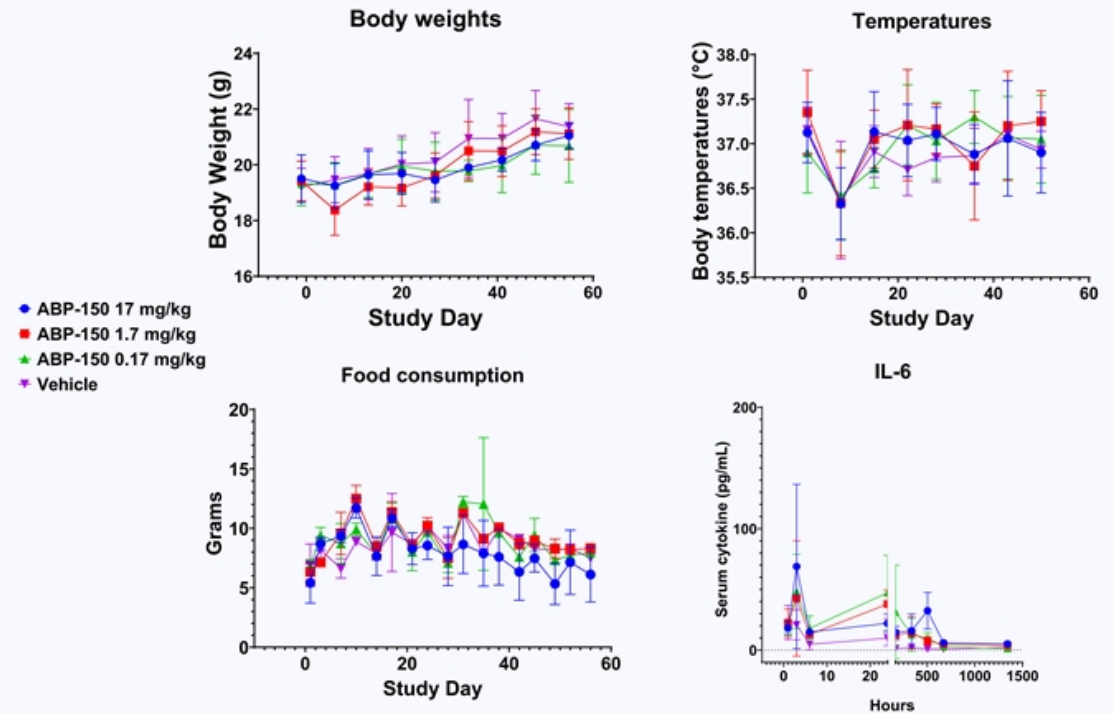 Body weights
Body Weight (g)
24
22
20
18
16
0 20 40 60
Study Day
Temperatures
Body temperatures (°C)
38.0
37.5
37.0
36.5
36.0
35.5
0 20 40 60
Study Day
ABP-150 17 mg/kg
ABP-150 1.7 mg/kg
ABP-150 0.17 mg/kg
Vehicle
Food consumption
Grams
20
15
10
5
0
0 20 40 60
Study Day
IL-6
Serum cytokine (pg/mL)
200
100
0
0 10 20 500 1000 1500
Hours